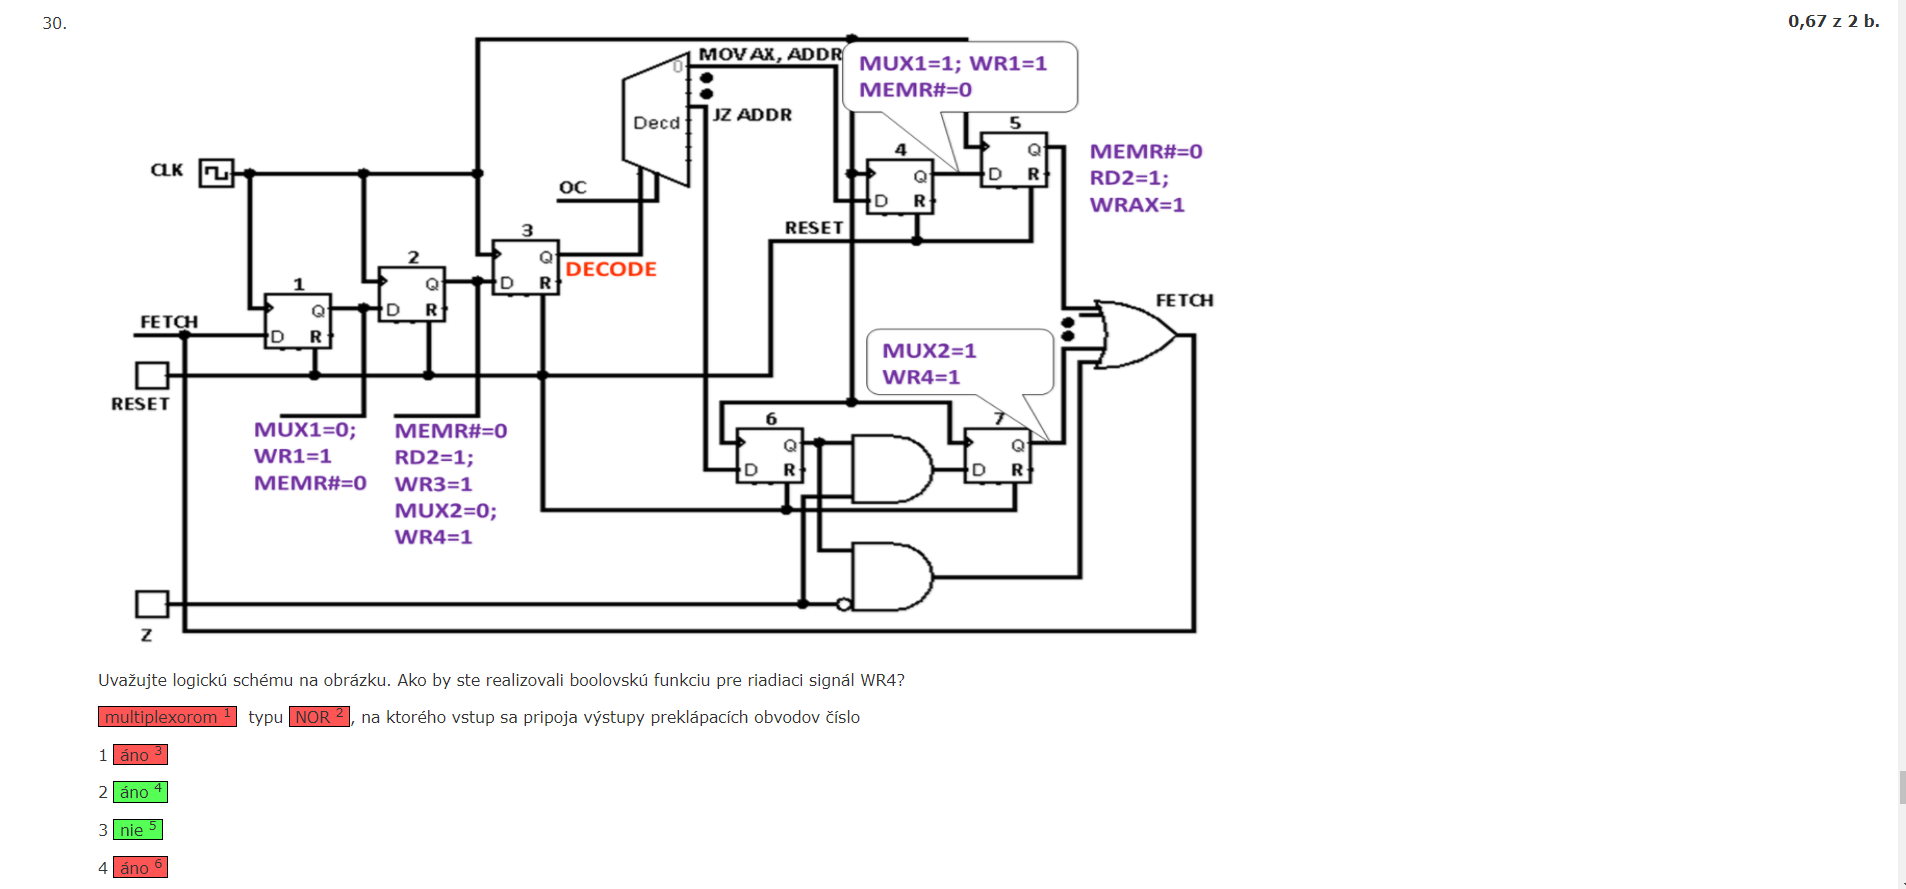 30.
0,67 z 2 b.
MOV AX, ADDR
0
MUX1=1; WR1=1
MEMR#=0
JZ ADDR
Decd
5
Q
D R
MEMR#=0
RD2=1;
WRAX=1
4
Q
D R
CLK
OC
RESET
3
Q
D R
DECODE
2
Q
D R
1
Q
D R
FETCH
FETCH
RESET
MUX2=1
WR4=1
MUX1=0;
WR1=1
MEMR#=0
MEMR#=0
RD2=1;
WR3=1
MUX2=0;
WR4=1
6
Q
D R
7
Q
D R
Z
Uvažujte logickú schému na obrázku. Ako by ste realizovali boolovskú funkciu pre riadiaci signál WR4?
multiplexorom 1 typu NOR 2, na ktorého vstup sa pripoja výstupy preklápacích obvodov číslo
1 áno 3
2 áno 4
3 nie 5
4 áno 6